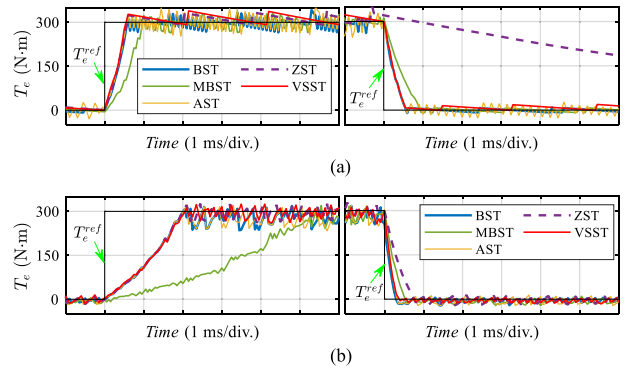 300
150
0
T_e (N·m)
T_e^ref
BST
ZST
MBST
VSST
AST
T_e^ref
Time (1 ms/div.)
Time (1 ms/div.)
(a)
300
150
0
T_e (N·m)
T_e^ref
BST
ZST
MBST
VSST
AST
T_e^ref
Time (1 ms/div.)
Time (1 ms/div.)
(b)